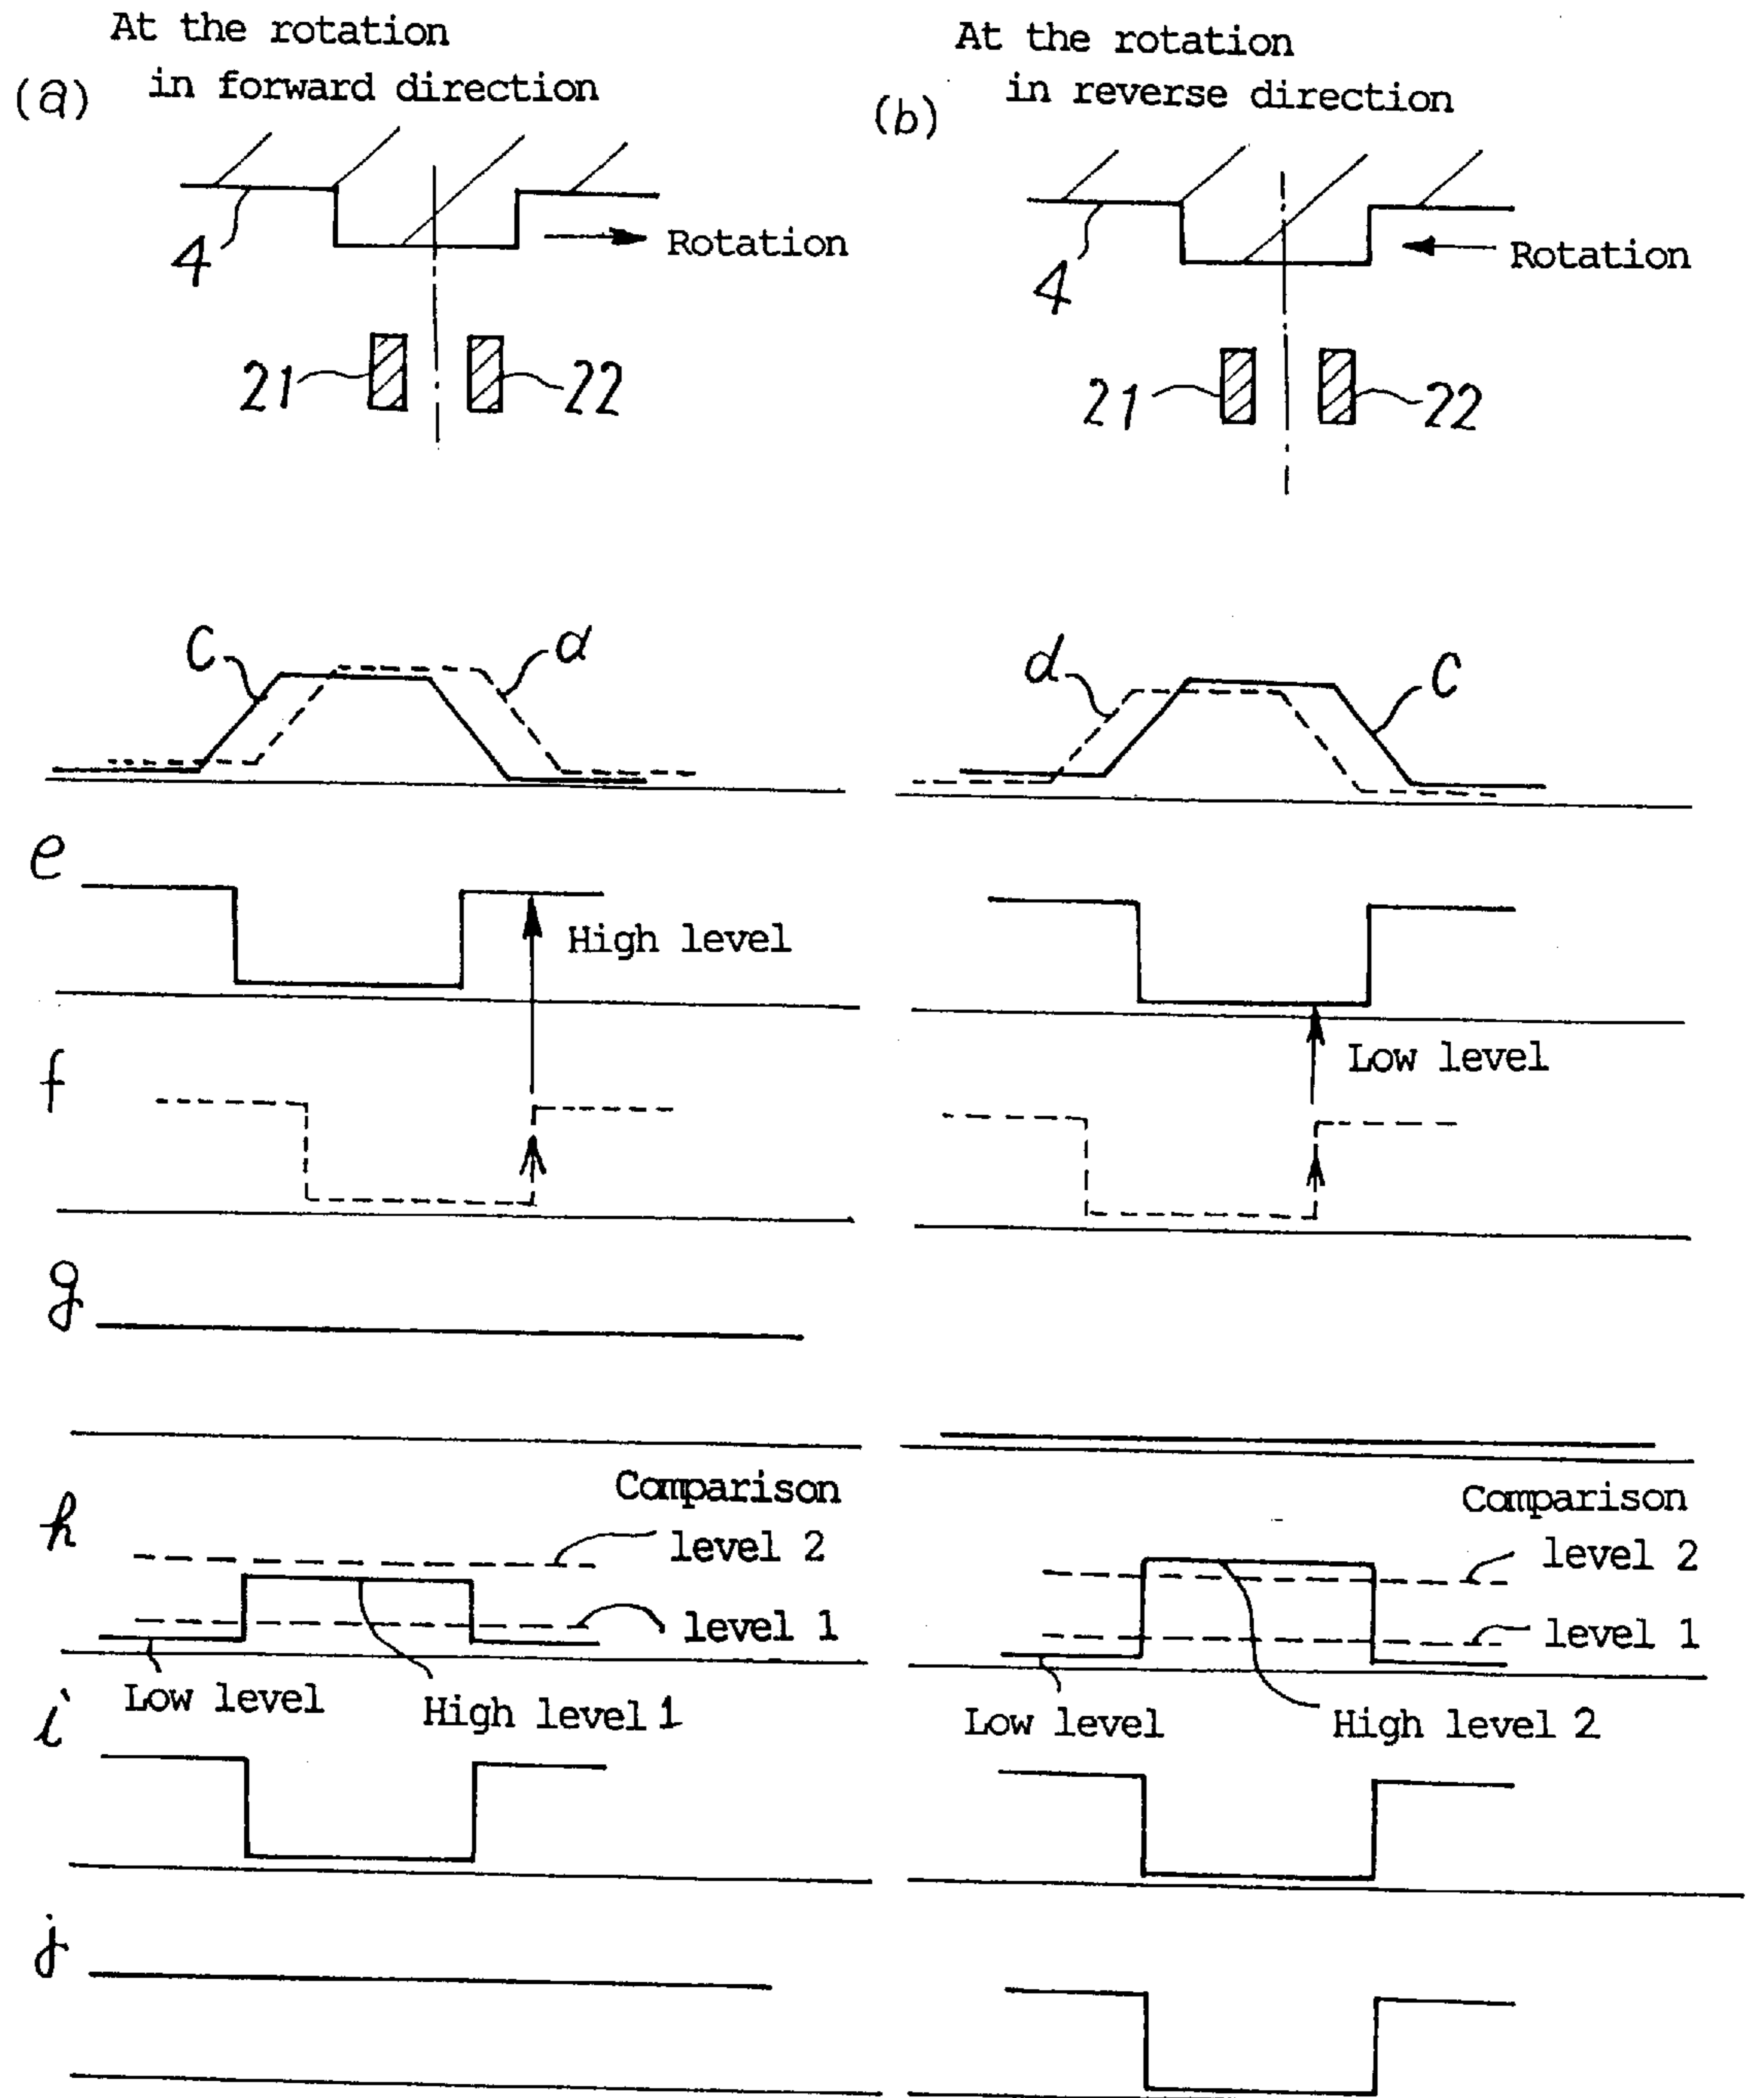 At the rotation
in forward direction
(a)
4
Rotation
21
22
At the rotation
in reverse direction
(b)
4
Rotation
21
22
c
d
d
c
e
High level
f
Low level
g
h
Comparison
level 2
level 1
Low level
High level 1
Comparison
level 2
level 1
Low level
High level 2
i
j